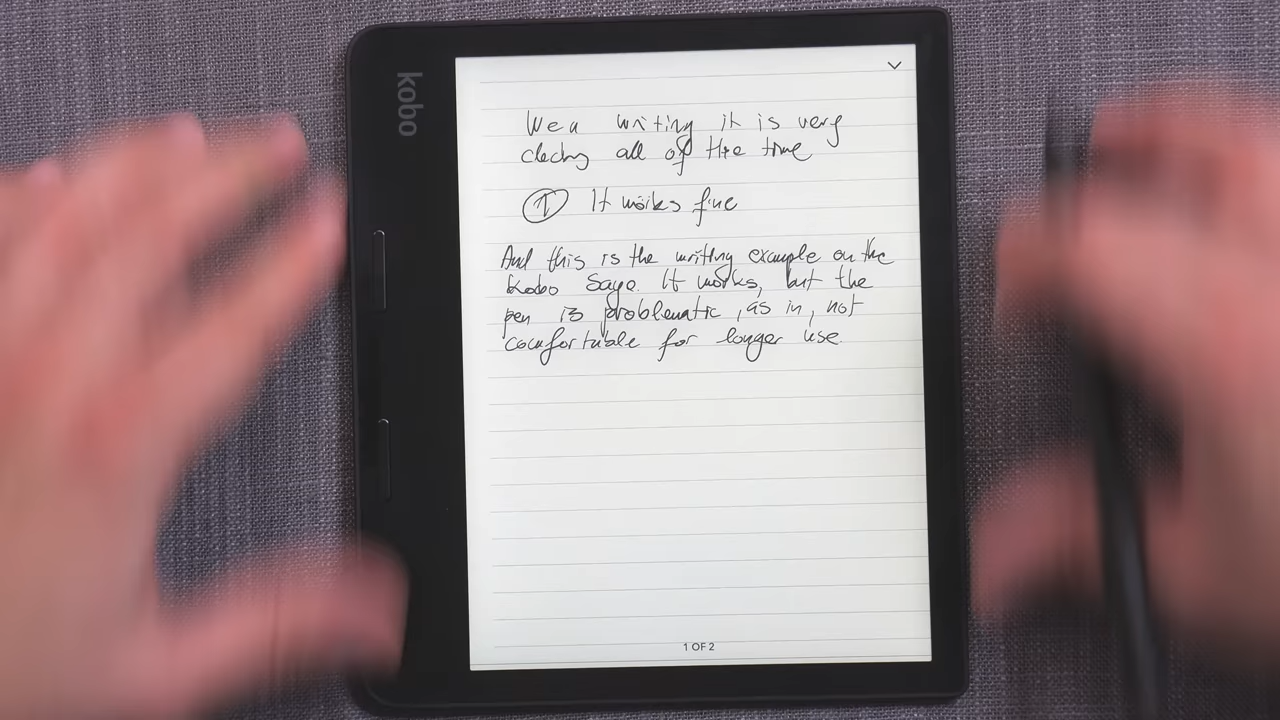 kobo
We a writing it is very
all of the time
1 It works fine
And this is the writing example on the
kobo Sage. It works, but the
pen is problematic, as in, not
comfortable for longer use.
1 OF 2